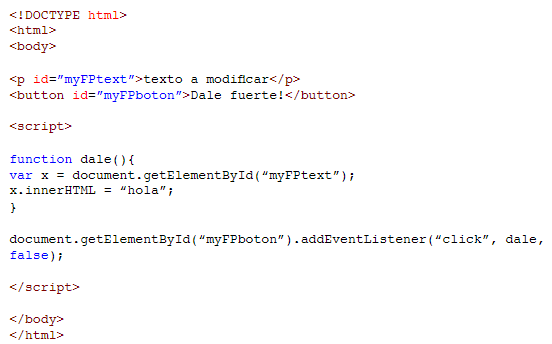 <!DOCTYPE html>
<html>
<body>
<p id=”myFPtext”>texto a modificar</p>
<button id=”myFPboton”>Dale fuerte!</button>
<script>
function dale(){
var x = document.getElementById(“myFPtext”);
x.innerHTML = “hola”;
}
document.getElementById(“myFPboton”).addEventListener(“click”, dale,
false);
</script>
</body>
</html>